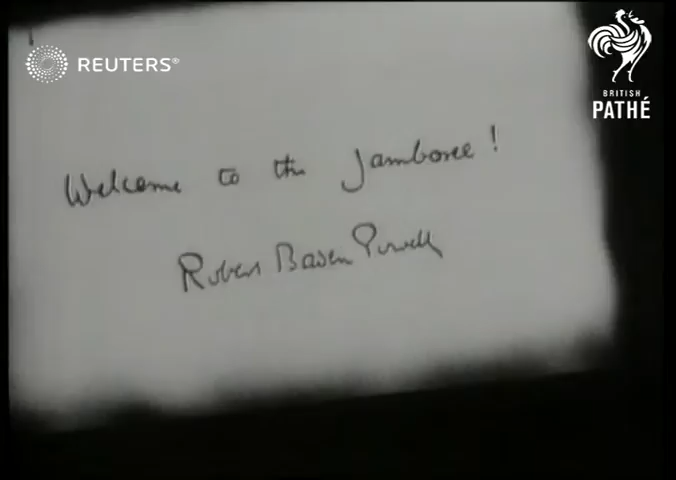 REUTERS®
BRITISH
PATHÉ
Welcome to the Jamboree!
Robert Baden Powell